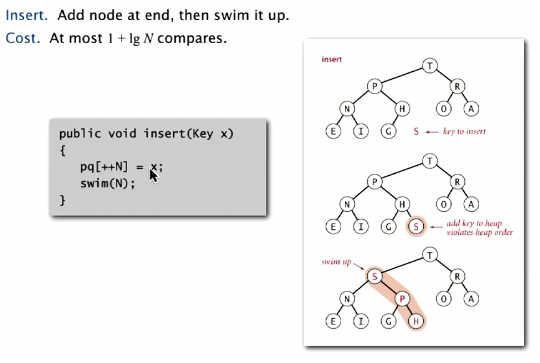 Insert. Add node at end, then swim it up.
Cost. At most 1 + lg N compares.
public void insert(Key x)
{
pq[++N] = x;
swim(N);
}
insert
T
P R
N H O A
E I G S key to insert
T
P R
N H O A
E I G S add key to heap
violates heap order
swim up
T
S R
N P O A
E I G H